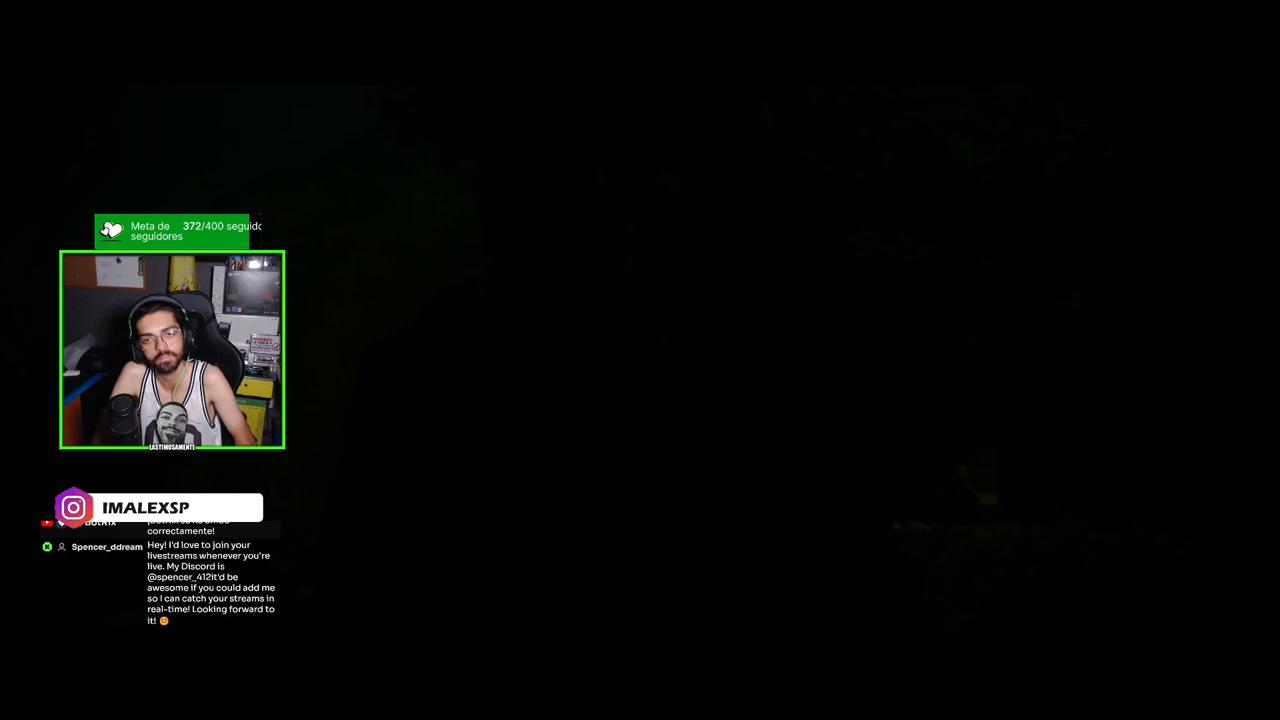 Meta de seguidores
372/400 seguido
LASTIMOSAMENTE
IMALEXSP
correctamente!
Spencer_ddream
Hey! I'd love to join your
livestreams whenever you're
live. My Discord is
@spencer_412it'd be
awesome if you could add me
so I can catch your streams in
real-time! Looking forward to
it! 😊